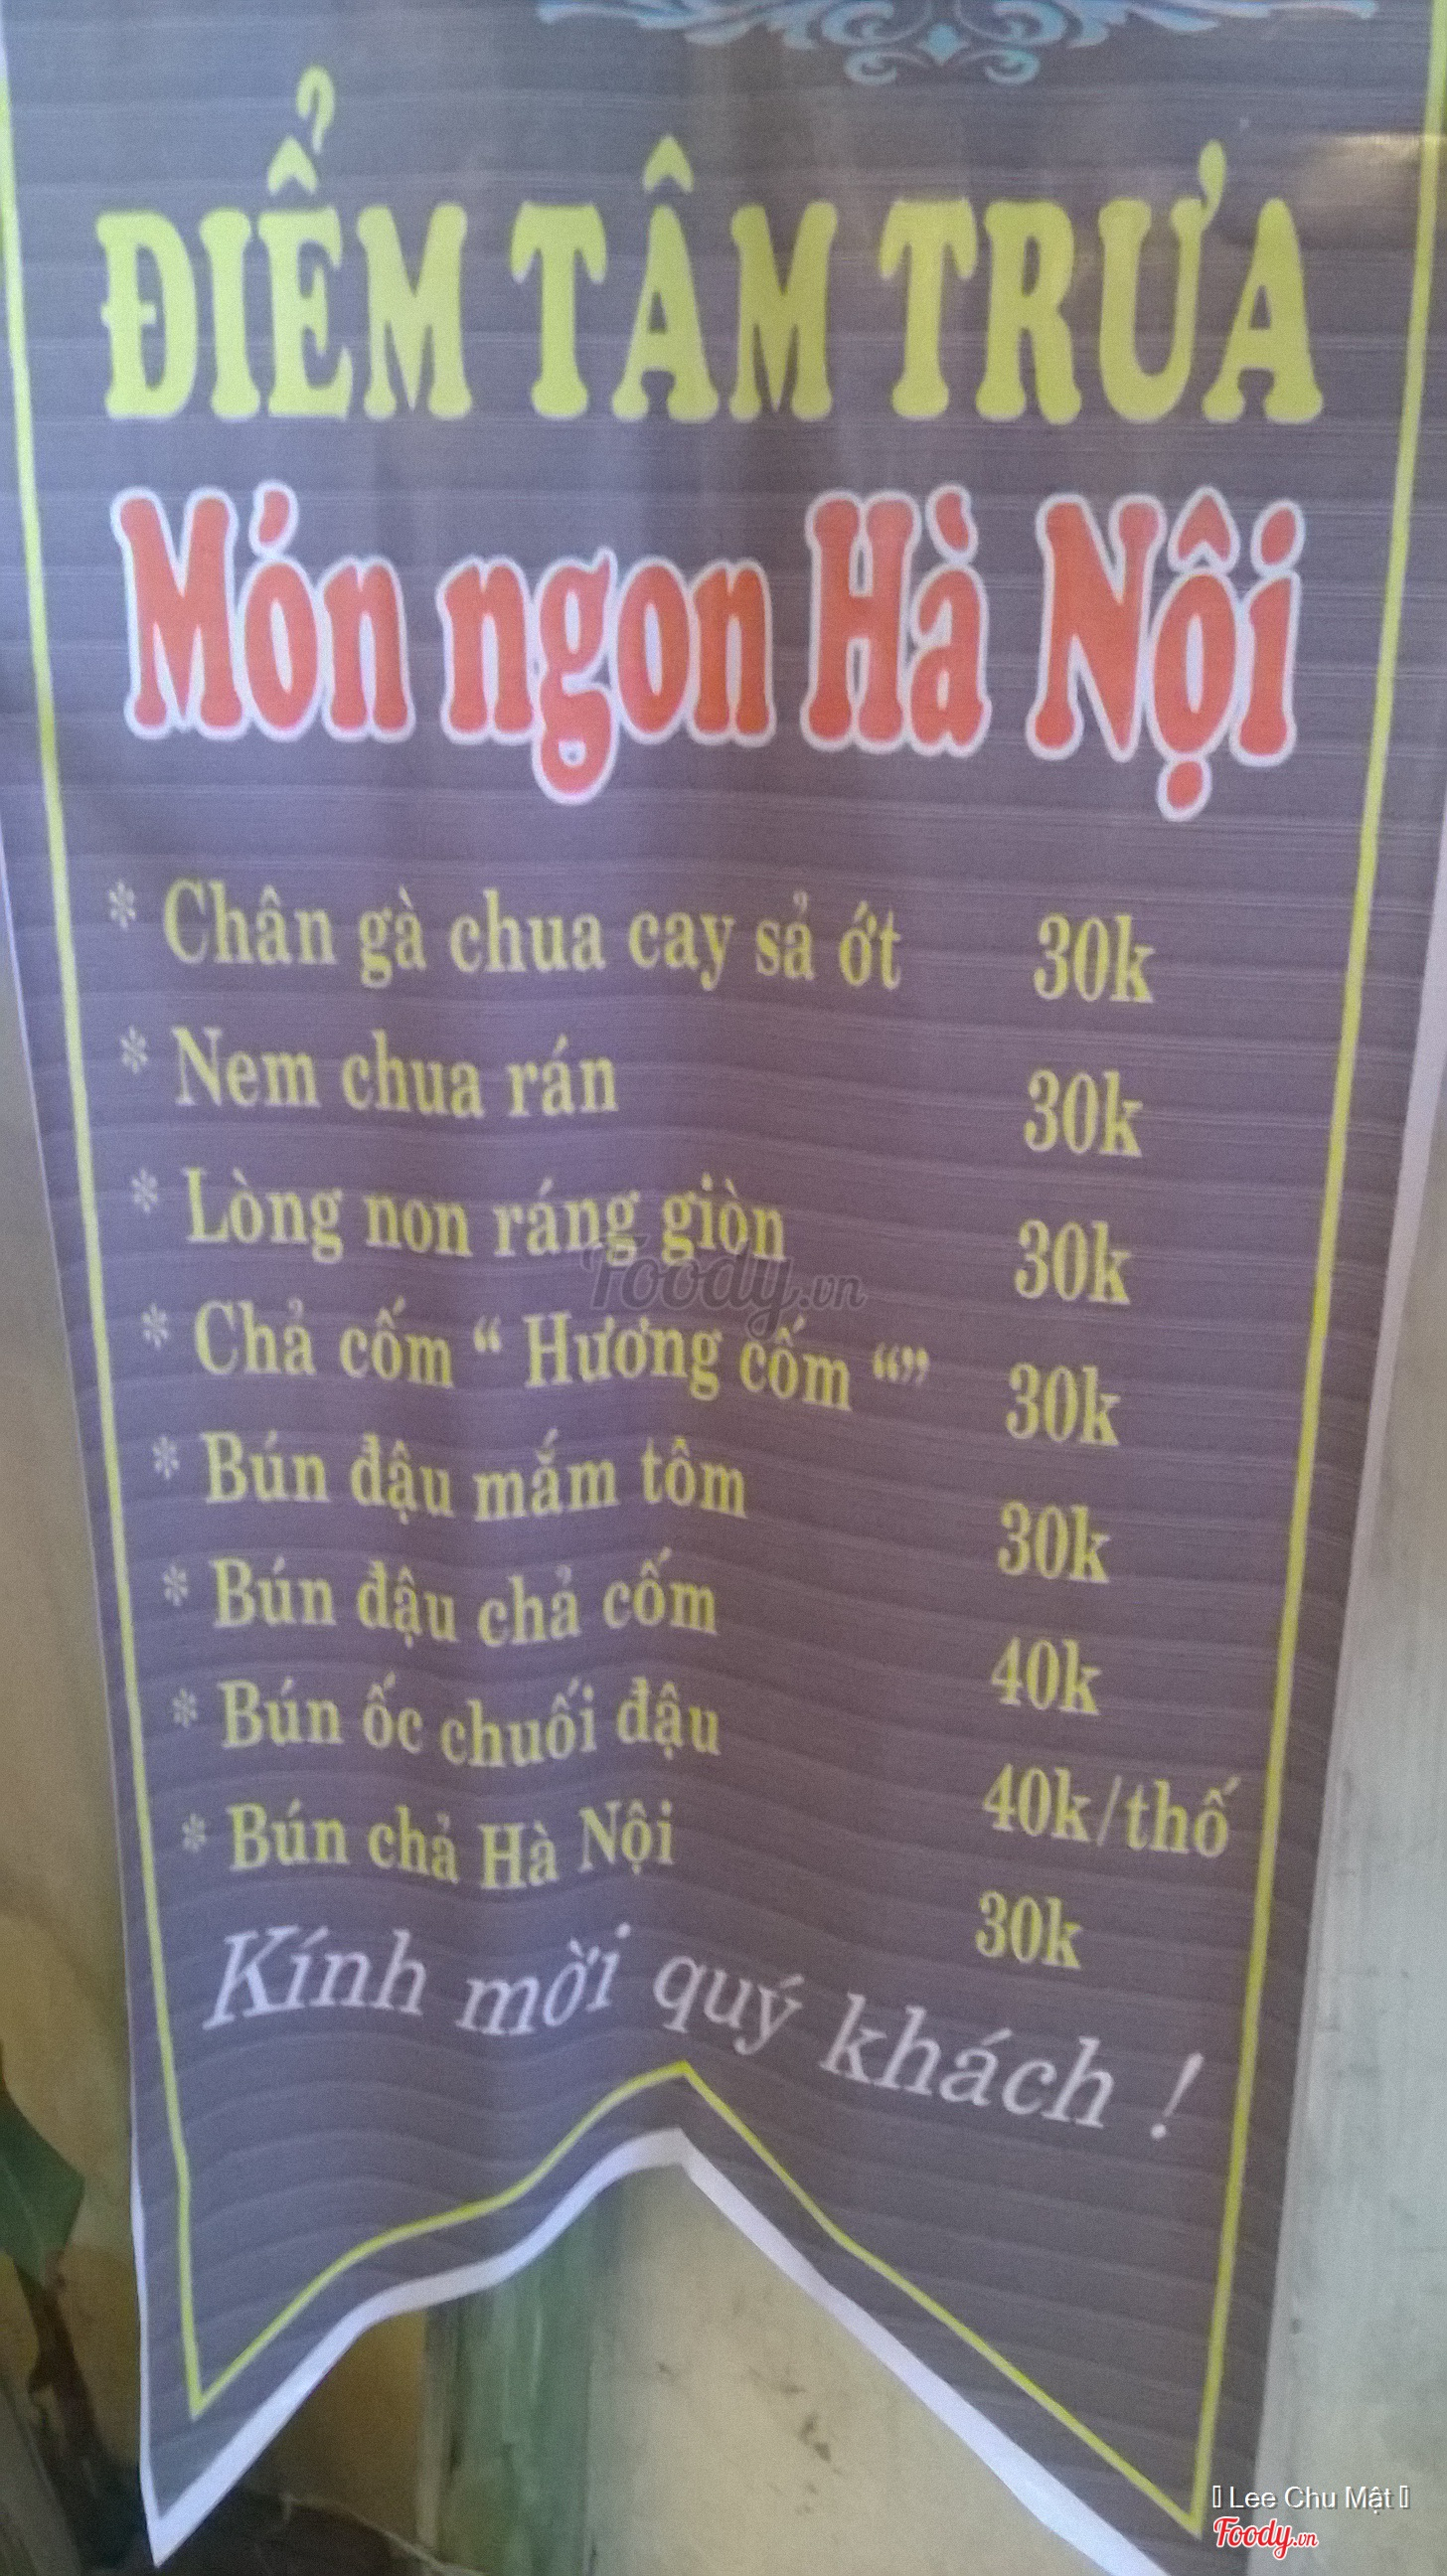 ĐIỂM TÂM TRƯA
Món ngon Hà Nội
* Chân gà chua cay sả ớt 30k
* Nem chua rán 30k
* Lòng non ráng giòn 30k
* Chả cốm “ Hương cốm “” 30k
* Bún đậu mắm tôm 30k
* Bún đậu chả cốm 40k
* Bún ốc chuối đậu 40k/thố
* Bún chả Hà Nội 30k
Kính mời quý khách !
Foody.vn
Lee Chu Mật
Foody.vn